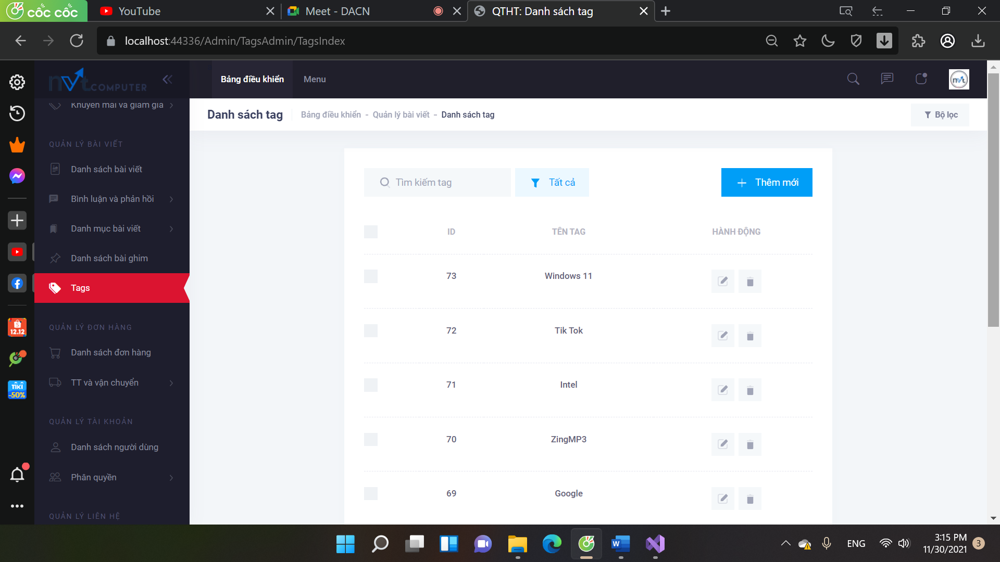 cốc cốc
YouTube
Meet - DACN
QTHT: Danh sách tag
localhost:44336/Admin/TagsAdmin/TagsIndex
nvt COMPUTER
Bảng điều khiển
Menu
nvt
Khuyến mãi và giảm giá
Danh sách tag
Bảng điều khiển - Quản lý bài viết - Danh sách tag
Bộ lọc
QUẢN LÝ BÀI VIẾT
Danh sách bài viết
Bình luận và phản hồi
Danh mục bài viết
Danh sách bài ghim
Tags
QUẢN LÝ ĐƠN HÀNG
Danh sách đơn hàng
TT và vận chuyển
QUẢN LÝ TÀI KHOẢN
Danh sách người dùng
Phân quyền
QUẢN LÝ LIÊN HỆ
12.12
TIKI
-50%
Tìm kiếm tag
Tất cả
Thêm mới
ID TÊN TAG HÀNH ĐỘNG
73 Windows 11
72 Tik Tok
71 Intel
70 ZingMP3
69 Google
W
ENG
3:15 PM
11/30/2021
3